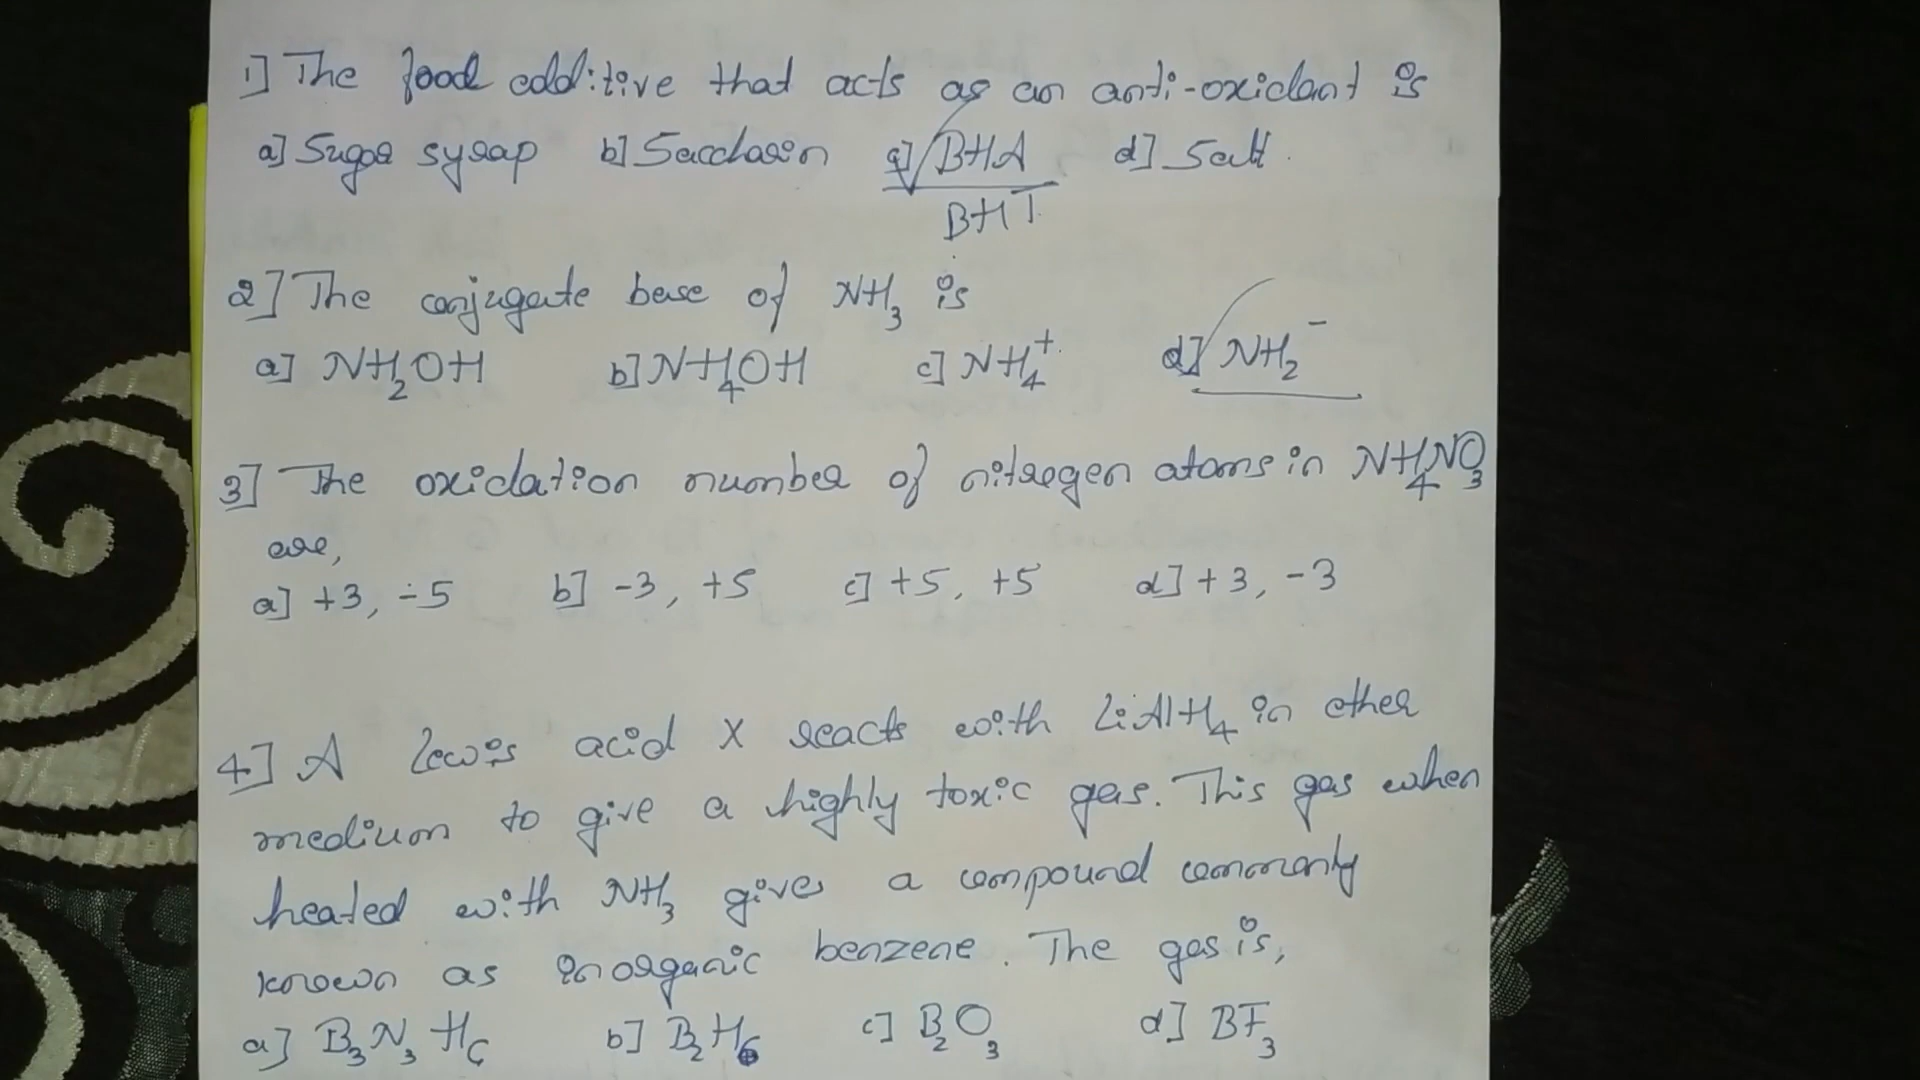 1] The food additive that acts as an anti-oxidant is
a] Sugar syrap b] Sacclarin c] BHA d] Salt.
BHT
2] The conjugate base of NH₃ is
a] NH₂OH b] NH₄OH c] NH₄⁺ d] NH₂⁻
3] The oxidation number of nitrogen atoms in NH₄NO₃
are,
a] +3, -5 b] -3, +5 c] +5, +5 d] +3, -3
4] A Lewis acid X reacts with LiAlH₄ in ether
medium to give a highly toxic gas. This gas when
heated with NH₃ gives a compound commonly
known as inorganic benzene. The gas is,
a] B₃N₃H₆ b] B₂H₆ c] B₂O₃ d] BF₃